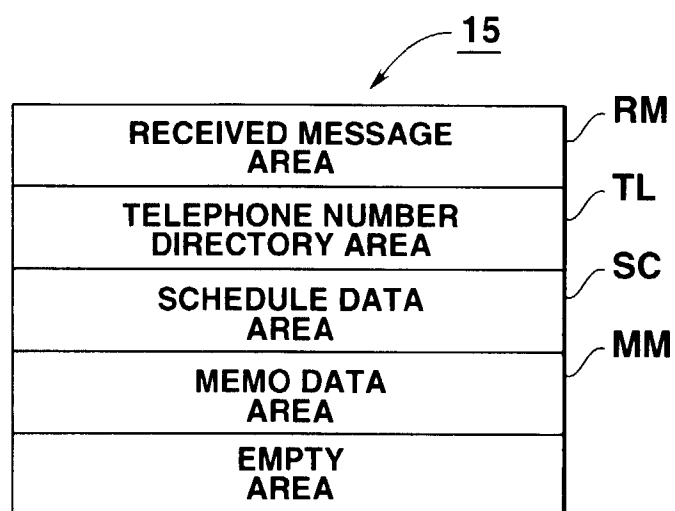 15
RECEIVED MESSAGE
AREA
RM
TELEPHONE NUMBER
DIRECTORY AREA
TL
SCHEDULE DATA
AREA
SC
MEMO DATA
AREA
MM
EMPTY
AREA